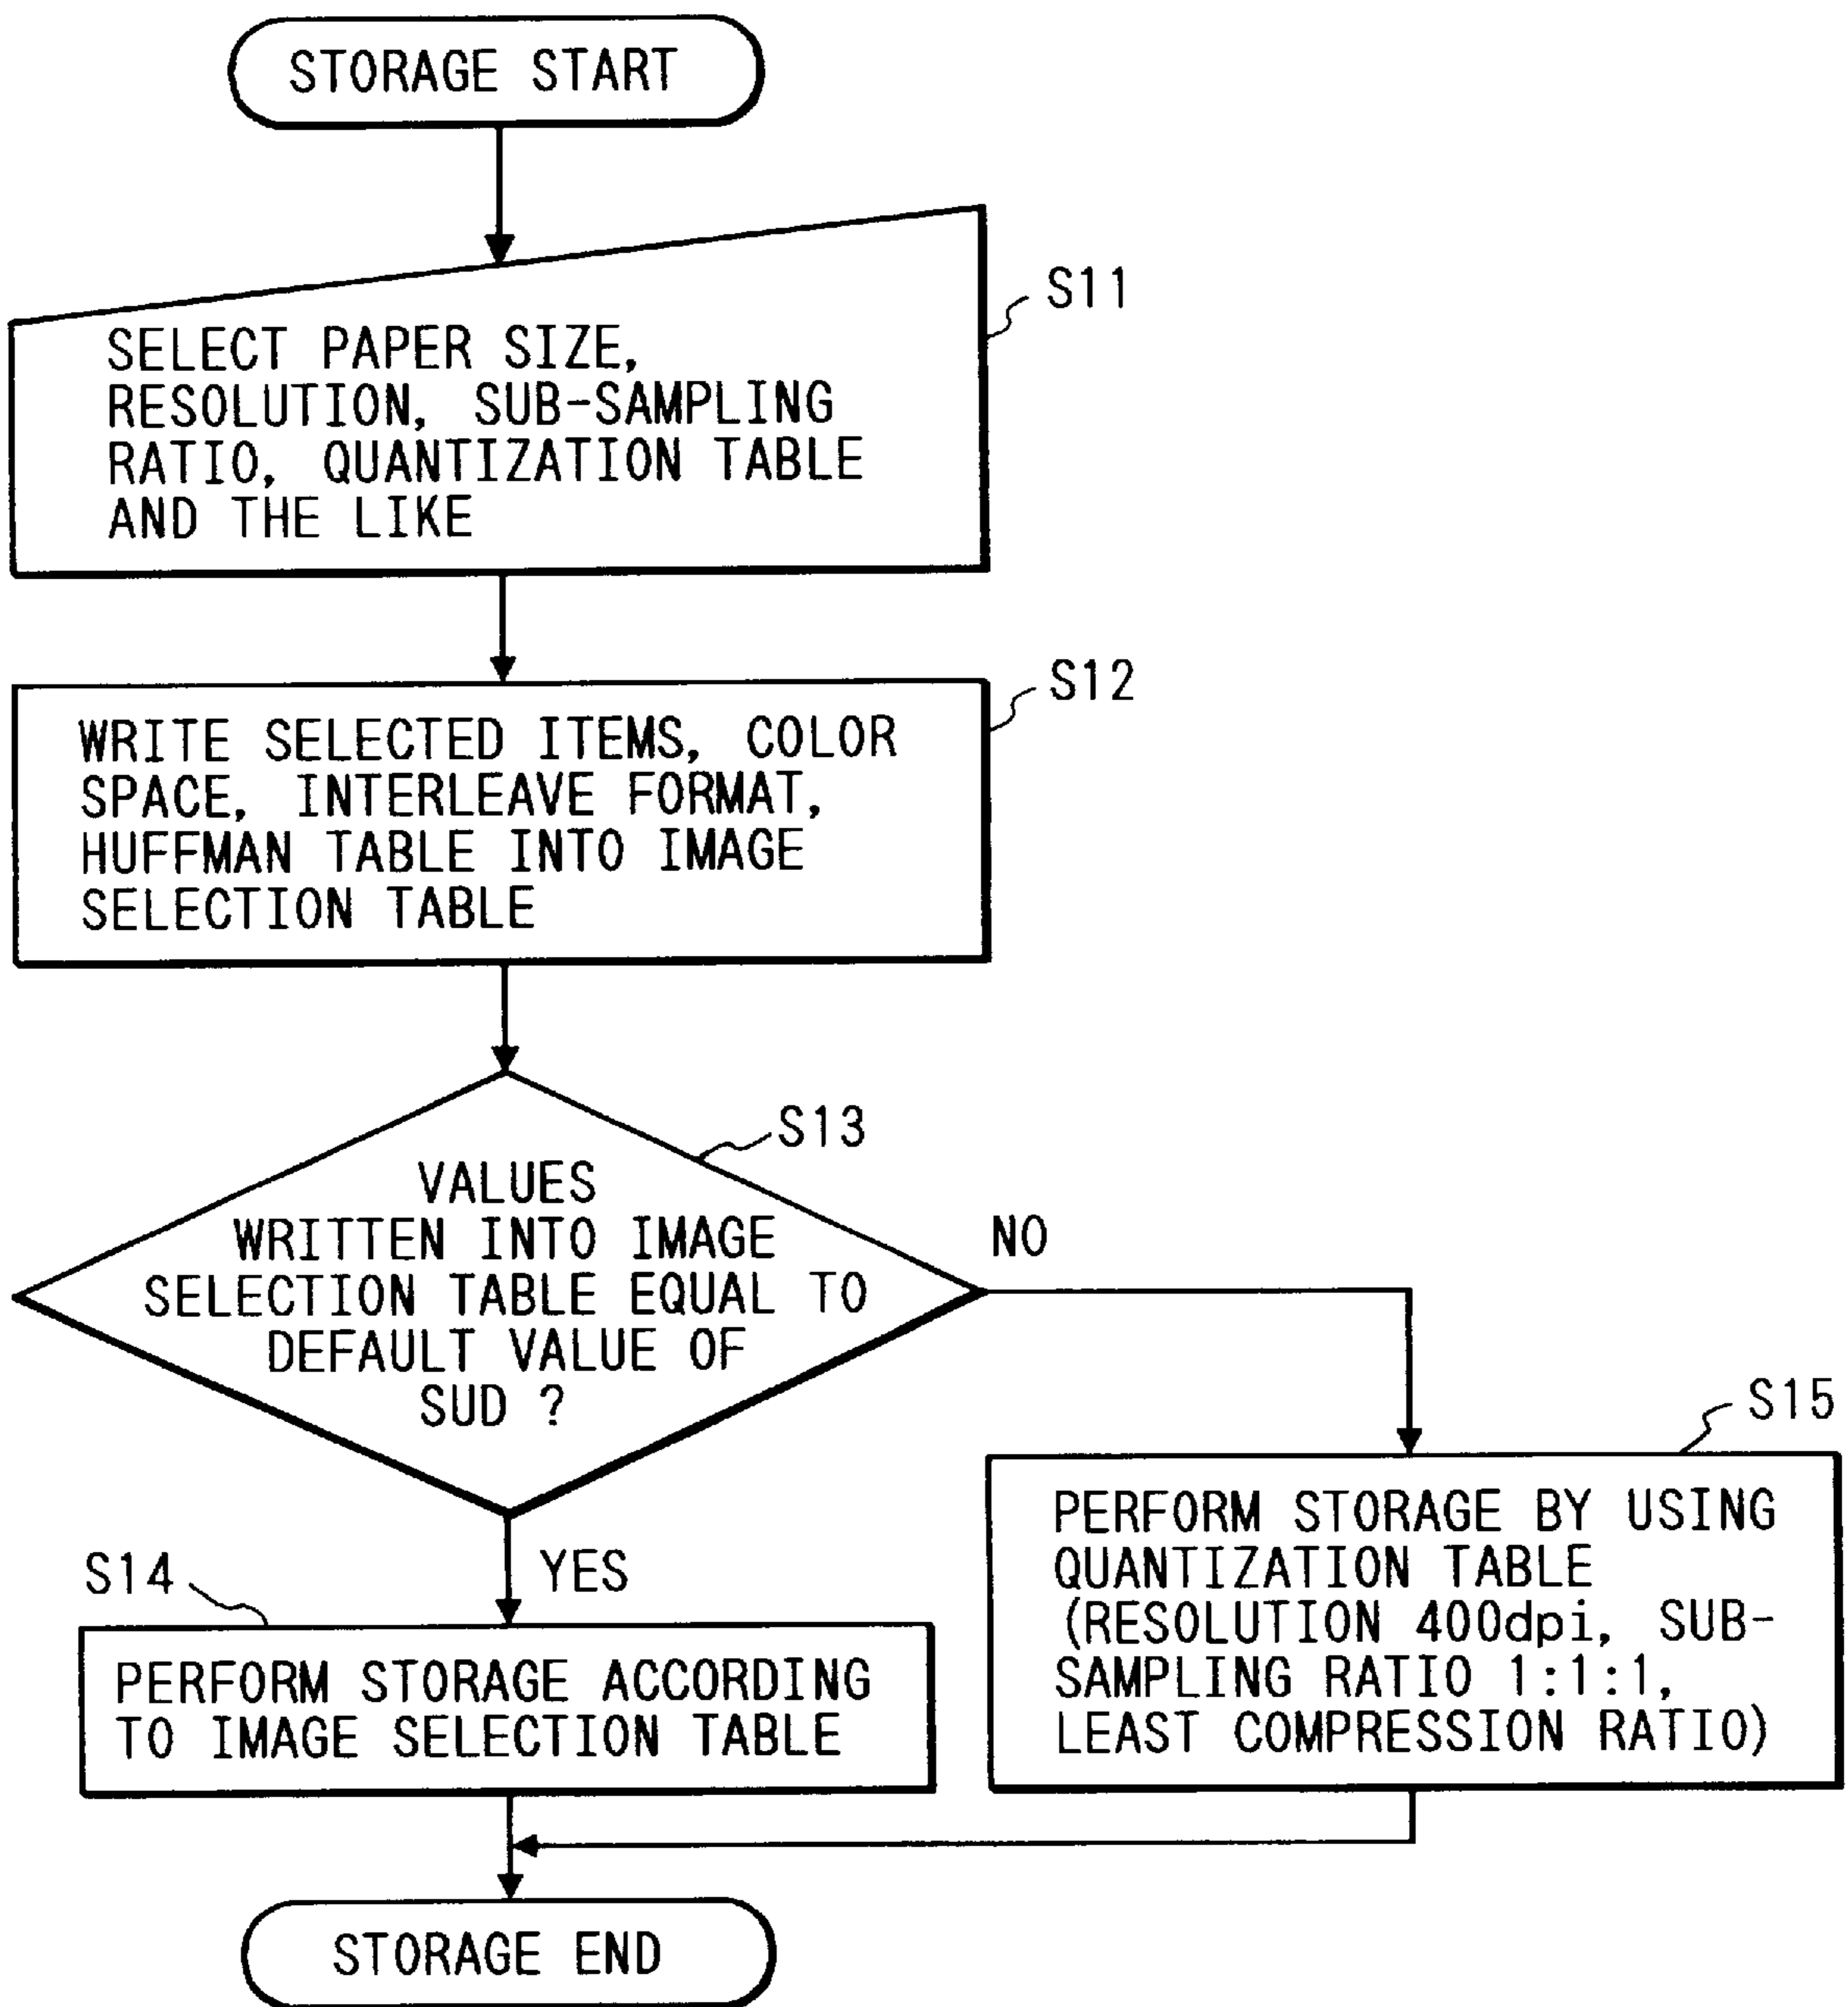 STORAGE START
S11
SELECT PAPER SIZE,
RESOLUTION, SUB-SAMPLING
RATIO, QUANTIZATION TABLE
AND THE LIKE
S12
WRITE SELECTED ITEMS, COLOR
SPACE, INTERLEAVE FORMAT,
HUFFMAN TABLE INTO IMAGE
SELECTION TABLE
S13
VALUES
WRITTEN INTO IMAGE
SELECTION TABLE EQUAL TO
DEFAULT VALUE OF
SUD ?
NO
YES
S14
PERFORM STORAGE ACCORDING
TO IMAGE SELECTION TABLE
S15
PERFORM STORAGE BY USING
QUANTIZATION TABLE
(RESOLUTION 400dpi, SUB-
SAMPLING RATIO 1:1:1,
LEAST COMPRESSION RATIO)
STORAGE END